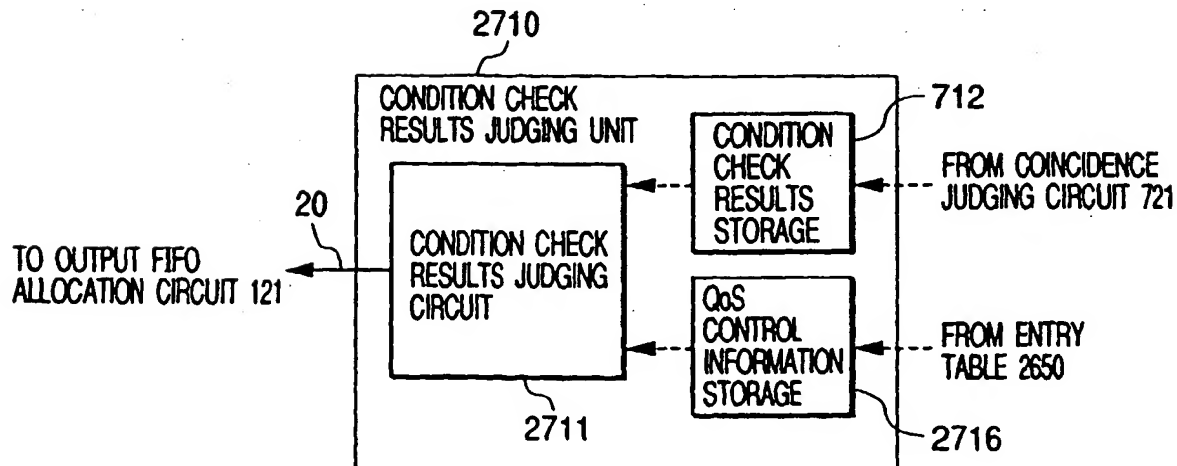 2710
CONDITION CHECK
RESULTS JUDGING UNIT
712
CONDITION
CHECK
RESULTS
STORAGE
FROM COINCIDENCE
JUDGING CIRCUIT 721
20
TO OUTPUT FIFO
ALLOCATION CIRCUIT 121
CONDITION CHECK
RESULTS JUDGING
CIRCUIT
2711
QoS
CONTROL
INFORMATION
STORAGE
FROM ENTRY
TABLE 2650
2716